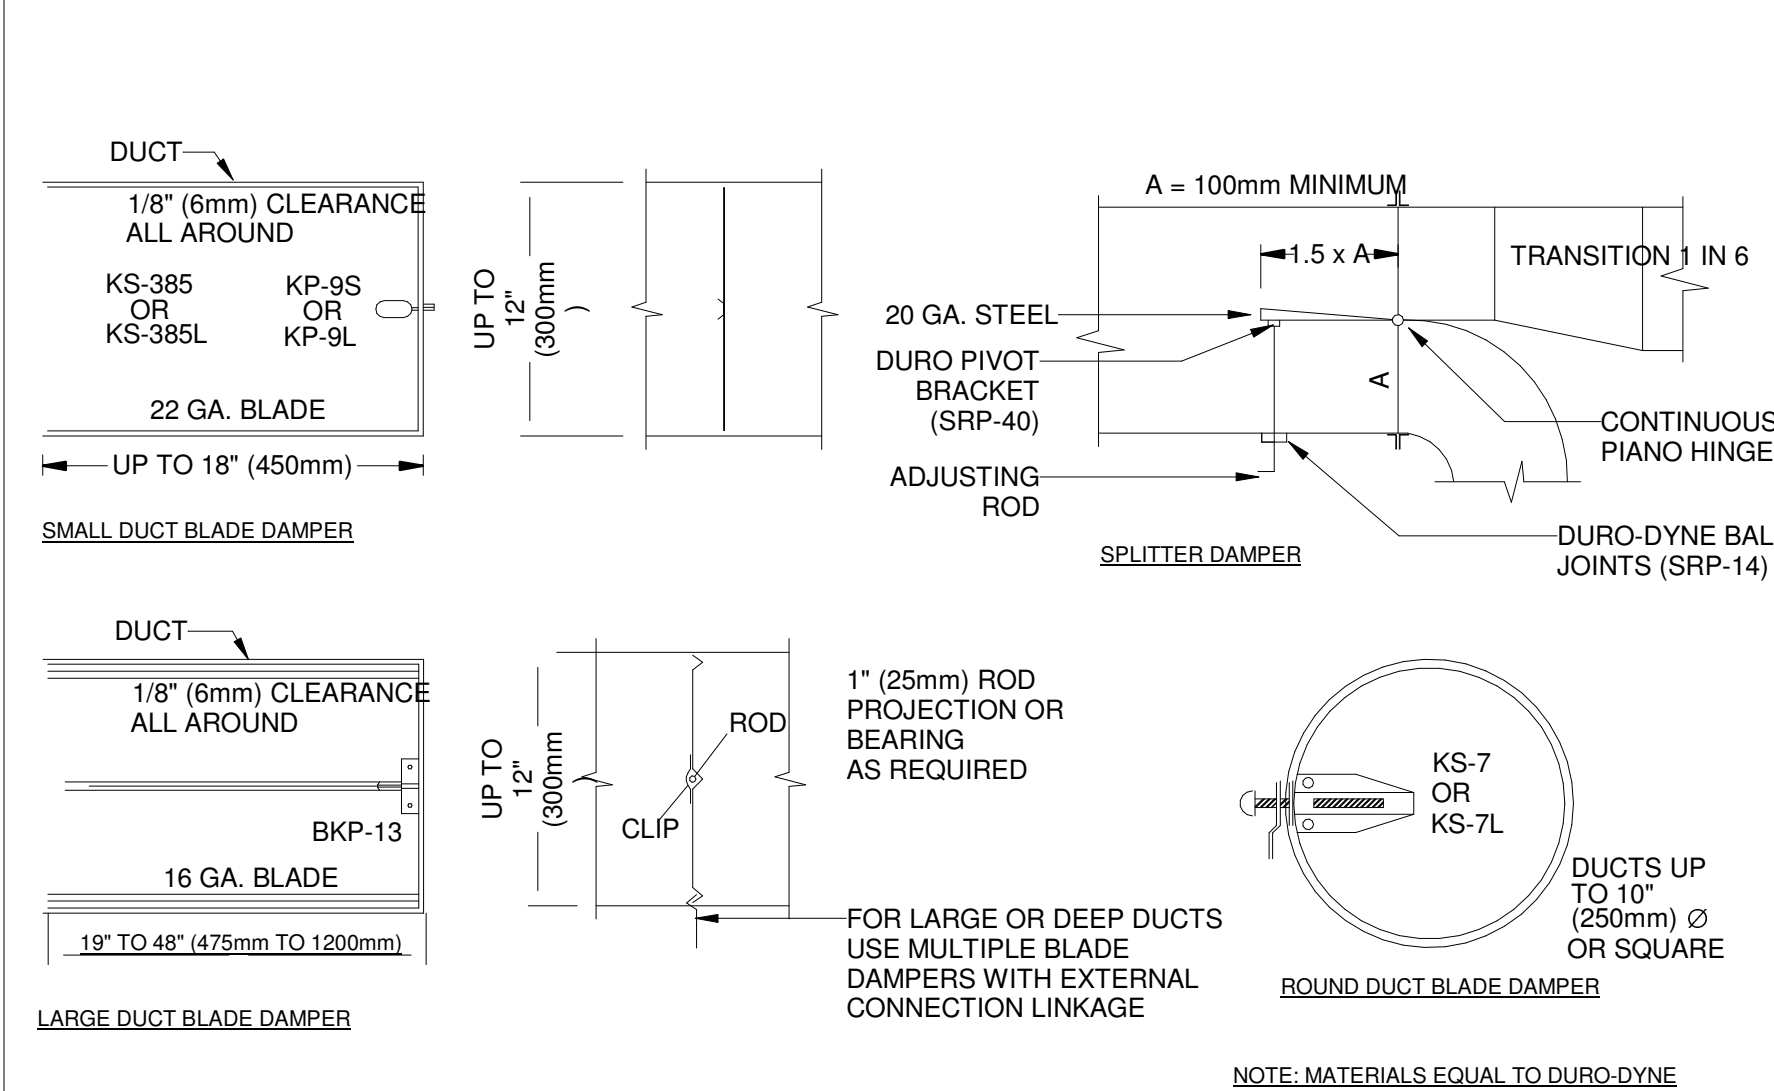 DUCT
1/8" (6mm) CLEARANCE
ALL AROUND
KS-385
OR
KS-385L
KP-9S
OR
KP-9L
22 GA. BLADE
UP TO 18" (450mm)
SMALL DUCT BLADE DAMPER
UP TO
12"
(300mm
)
A = 100mm MINIMUM
1.5 x A
TRANSITION 1 IN 6
20 GA. STEEL
DURO PIVOT
BRACKET
(SRP-40)
A
ADJUSTING
ROD
CONTINUOUS
PIANO HINGE
DURO-DYNE BAL
JOINTS (SRP-14)
SPLITTER DAMPER
DUCT
1/8" (6mm) CLEARANCE
ALL AROUND
BKP-13
16 GA. BLADE
19" TO 48" (475mm TO 1200mm)
LARGE DUCT BLADE DAMPER
UP TO
12"
(300mm
)
ROD
CLIP
1" (25mm) ROD
PROJECTION OR
BEARING
AS REQUIRED
FOR LARGE OR DEEP DUCTS
USE MULTIPLE BLADE
DAMPERS WITH EXTERNAL
CONNECTION LINKAGE
KS-7
OR
KS-7L
DUCTS UP
TO 10"
(250mm) Ø
OR SQUARE
ROUND DUCT BLADE DAMPER
NOTE: MATERIALS EQUAL TO DURO-DYNE